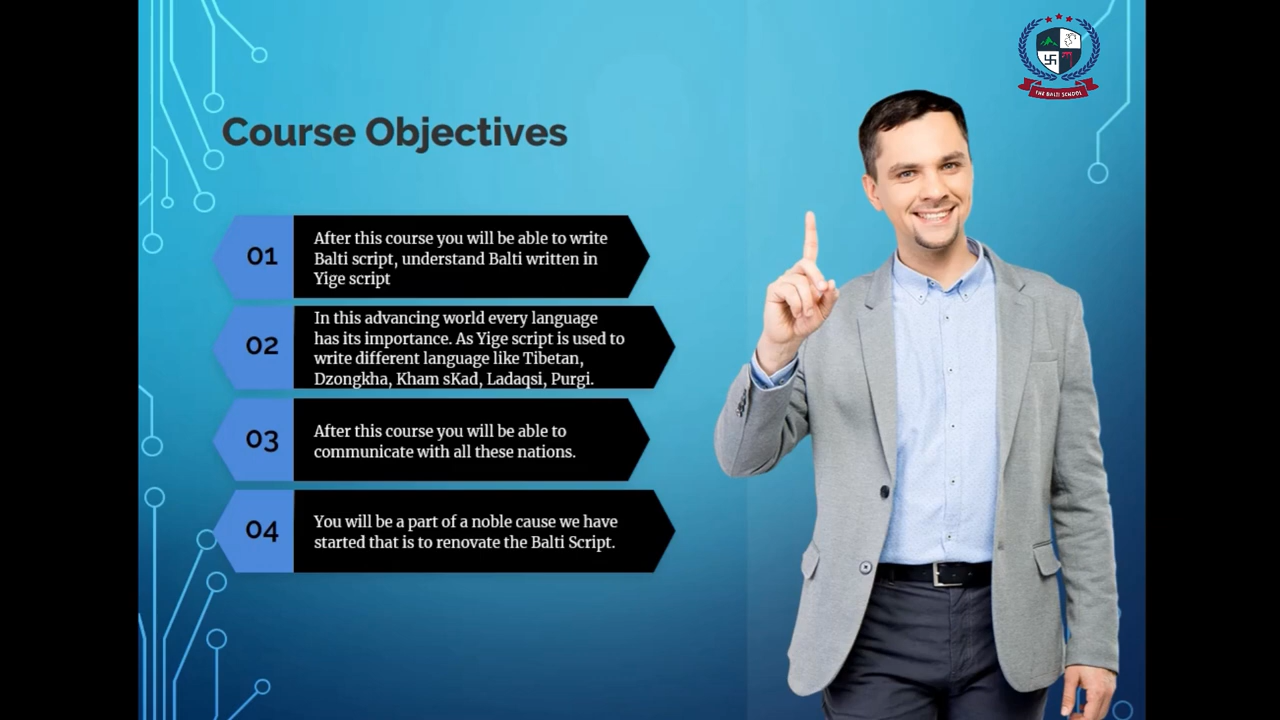 THE BALTI SCHOOL
Course Objectives
01
After this course you will be able to write
Balti script, understand Balti written in
Yige script
02
In this advancing world every language
has its importance. As Yige script is used to
write different language like Tibetan,
Dzongkha, Kham sKad, Ladaqsi, Purgi.
03
After this course you will be able to
communicate with all these nations.
04
You will be a part of a noble cause we have
started that is to renovate the Balti Script.